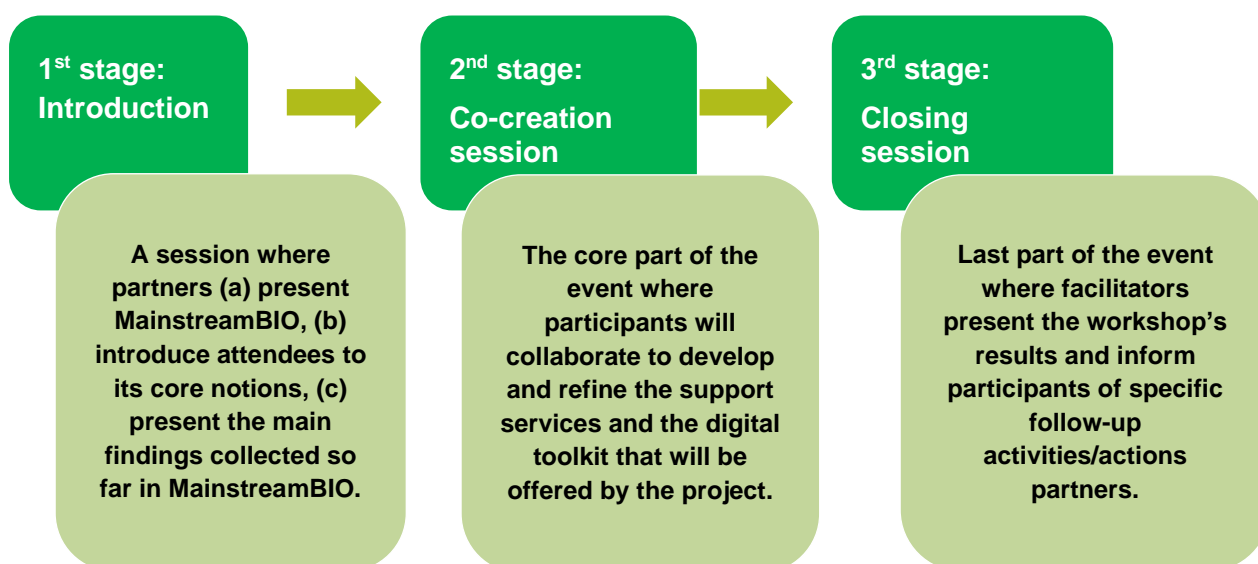 1st stage:
Introduction
A session where
partners (a) present
MainstreamBIO, (b)
introduce attendees to
its core notions, (c)
present the main
findings collected so
far in MainstreamBIO.
2nd stage:
Co-creation
session
The core part of the
event where
participants will
collaborate to develop
and refine the support
services and the digital
toolkit that will be
offered by the project.
3rd stage:
Closing
session
Last part of the event
where facilitators
present the workshop’s
results and inform
participants of specific
follow-up
activities/actions
partners.